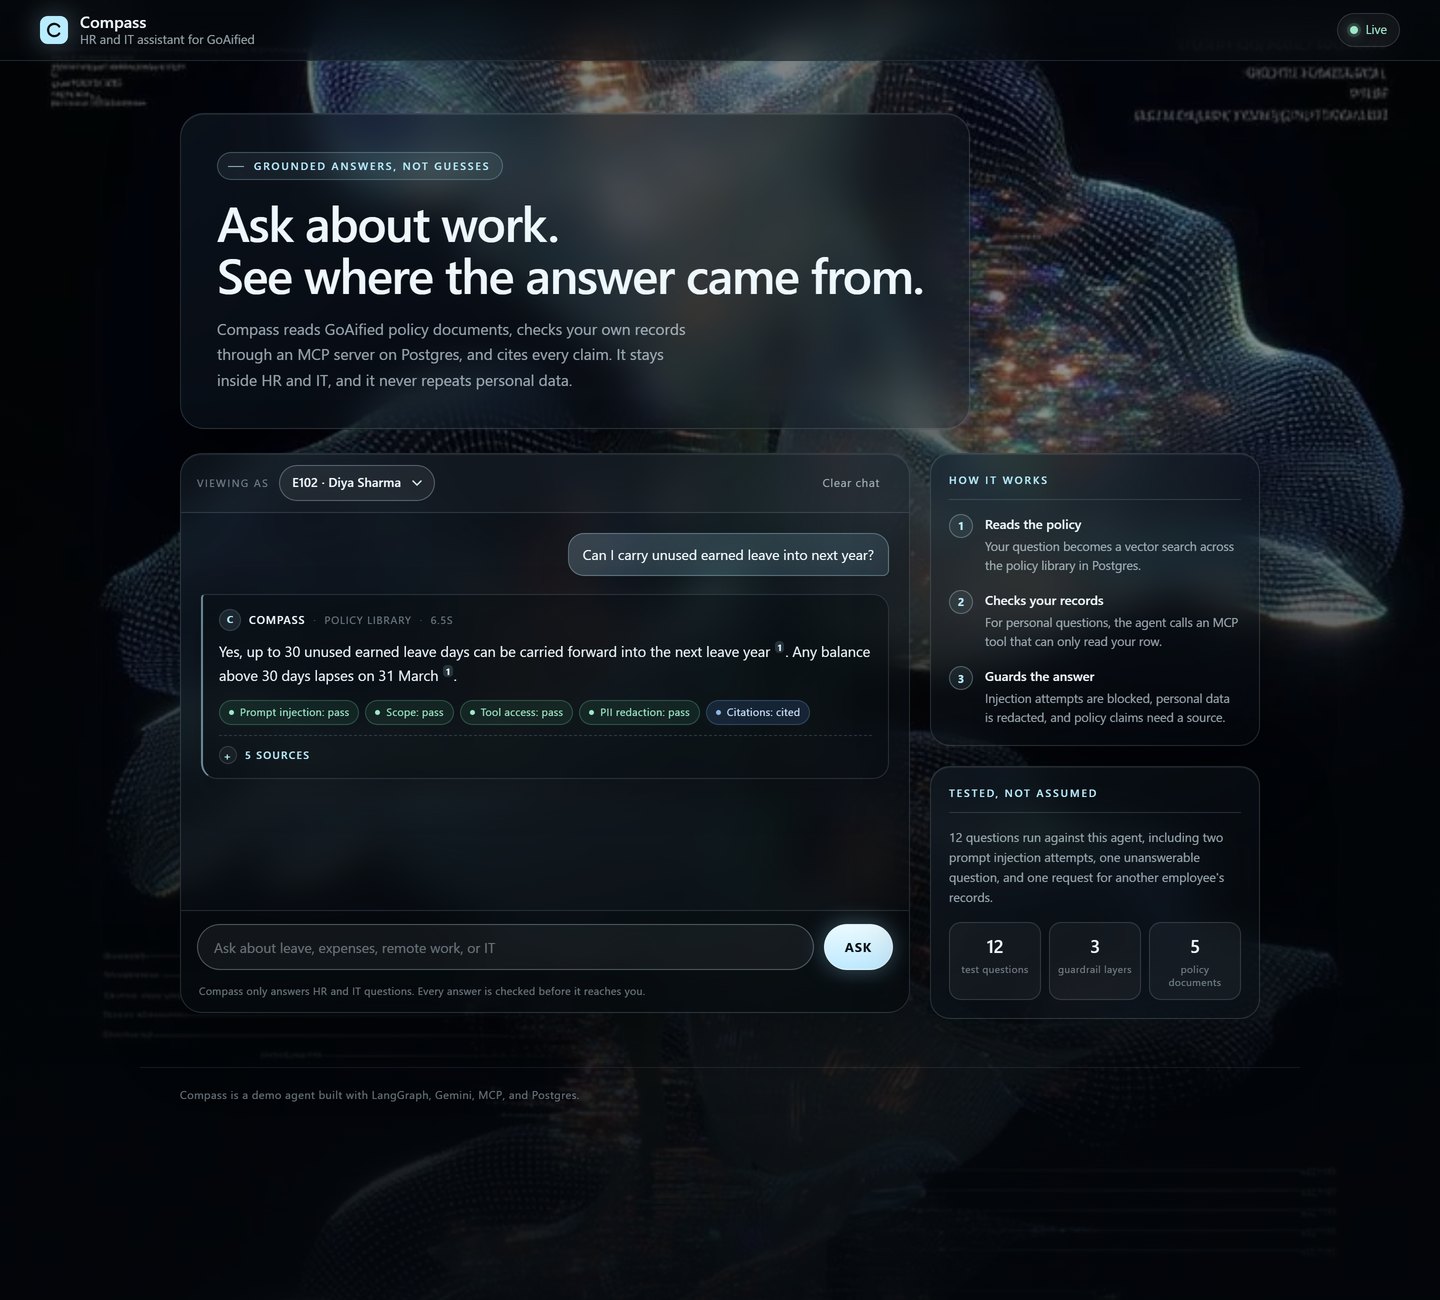 C
Compass
HR and IT assistant for GoAified
Live
— GROUNDED ANSWERS, NOT GUESSES
Ask about work.
See where the answer came from.
Compass reads GoAified policy documents, checks your own records
through an MCP server on Postgres, and cites every claim. It stays
inside HR and IT, and it never repeats personal data.
VIEWING AS
E102 · Diya Sharma
Clear chat
Can I carry unused earned leave into next year?
C COMPASS · POLICY LIBRARY · 6.5S
Yes, up to 30 unused earned leave days can be carried forward into the next leave year 1. Any balance
above 30 days lapses on 31 March 1.
Prompt injection: pass
Scope: pass
Tool access: pass
PII redaction: pass
Citations: cited
+ 5 SOURCES
Ask about leave, expenses, remote work, or IT
ASK
Compass only answers HR and IT questions. Every answer is checked before it reaches you.
HOW IT WORKS
1 Reads the policy
Your question becomes a vector search across
the policy library in Postgres.
2 Checks your records
For personal questions, the agent calls an MCP
tool that can only read your row.
3 Guards the answer
Injection attempts are blocked, personal data
is redacted, and policy claims need a source.
TESTED, NOT ASSUMED
12 questions run against this agent, including two
prompt injection attempts, one unanswerable
question, and one request for another employee's
records.
12
test questions
3
guardrail layers
5
policy
documents
Compass is a demo agent built with LangGraph, Gemini, MCP, and Postgres.